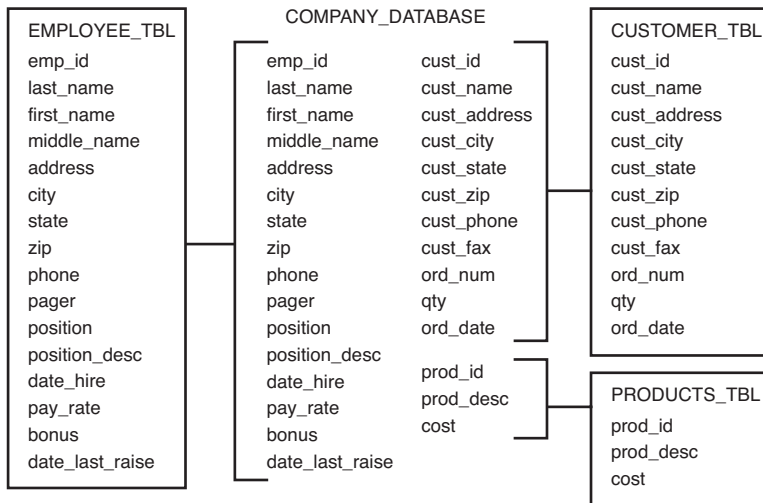 EMPLOYEE_TBL
emp_id
last_name
first_name
middle_name
address
city
state
zip
phone
pager
position
position_desc
date_hire
pay_rate
bonus
date_last_raise
COMPANY_DATABASE
emp_id
last_name
first_name
middle_name
address
city
state
zip
phone
pager
position
position_desc
date_hire
pay_rate
bonus
date_last_raise
cust_id
cust_name
cust_address
cust_city
cust_state
cust_zip
cust_phone
cust_fax
ord_num
qty
ord_date
prod_id
prod_desc
cost
CUSTOMER_TBL
cust_id
cust_name
cust_address
cust_city
cust_state
cust_zip
cust_phone
cust_fax
ord_num
qty
ord_date
PRODUCTS_TBL
prod_id
prod_desc
cost